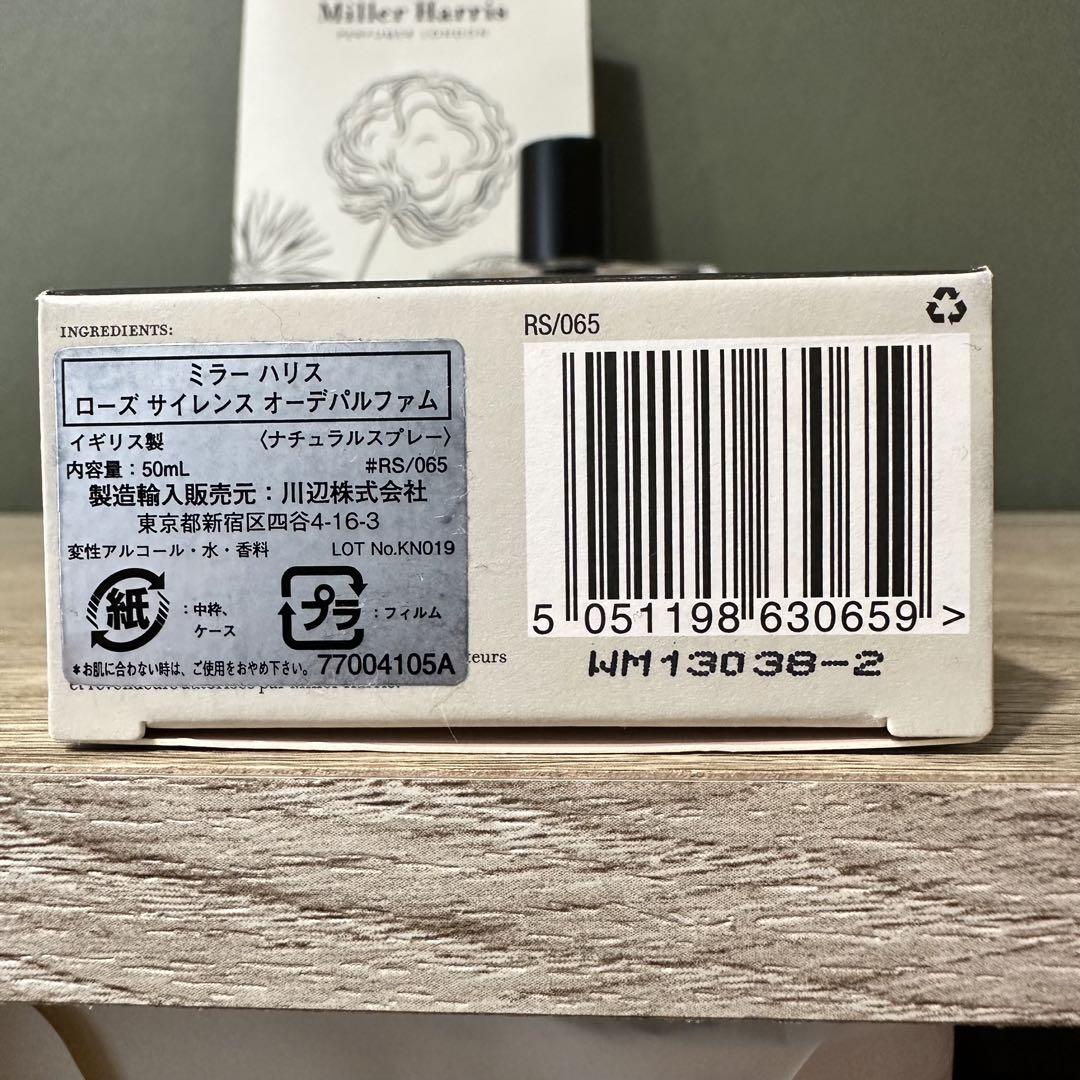 Miller Harris
PERFUMER LONDON
INGREDIENTS:
ミラー ハリス
ローズ サイレンス オーデパルファム
イギリス製 〈ナチュラルスプレー〉
内容量：50mL #RS/065
製造輸入販売元：川辺株式会社
東京都新宿区四谷4-16-3
変性アルコール・水・香料 LOT No.KN019
紙 ：中枠、
ケース
プラ ：フィルム
*お肌に合わない時は、ご使用をおやめ下さい。 77004105A
RS/065
5 051198 630659 >
WM13038-2